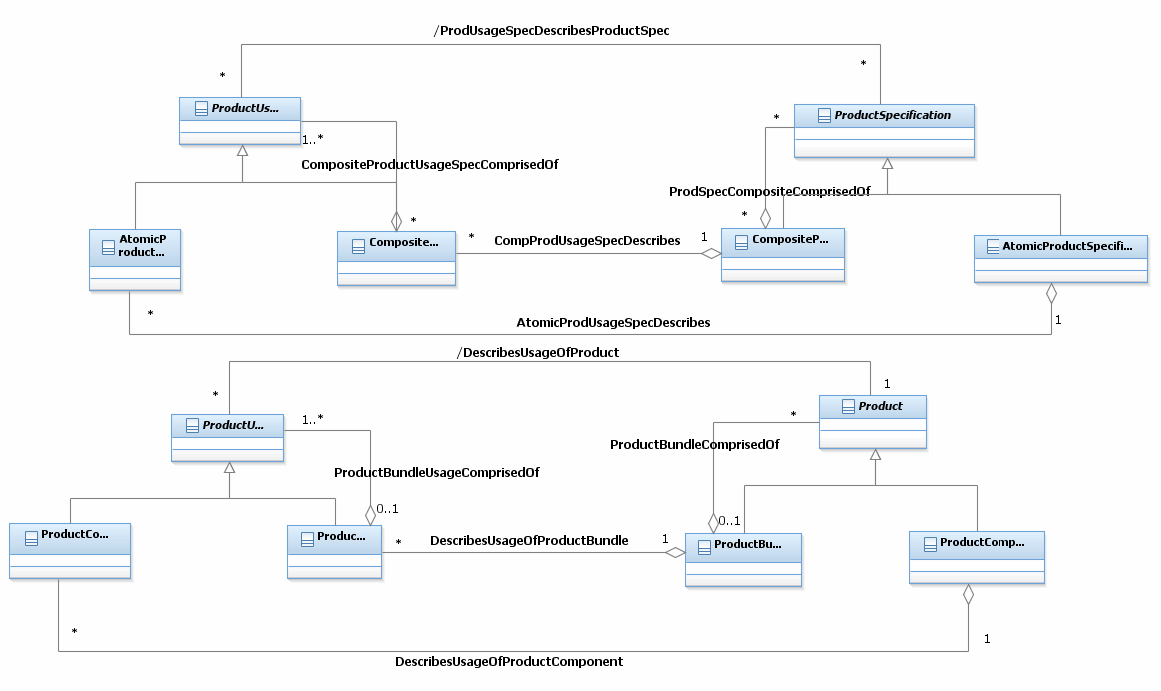 /ProdUsageSpecDescribesProductSpec
*
*
ProductUs...
ProductSpecification
*
1..*
CompositeProductUsageSpecComprisedOf
ProdSpecCompositeComprisedOf
*
*
AtomicP
roduct...
Composite...
*
CompProdUsageSpecDescribes
1
CompositeP...
AtomicProductSpecifi...
*
AtomicProdUsageSpecDescribes
1
/DescribesUsageOfProduct
*
1
ProductU...
1..*
*
Product
ProductBundleUsageComprisedOf
ProductBundleComprisedOf
0..1
0..1
ProductCo...
Produc...
*
DescribesUsageOfProductBundle
1
ProductBu...
ProductComp...
*
1
DescribesUsageOfProductComponent